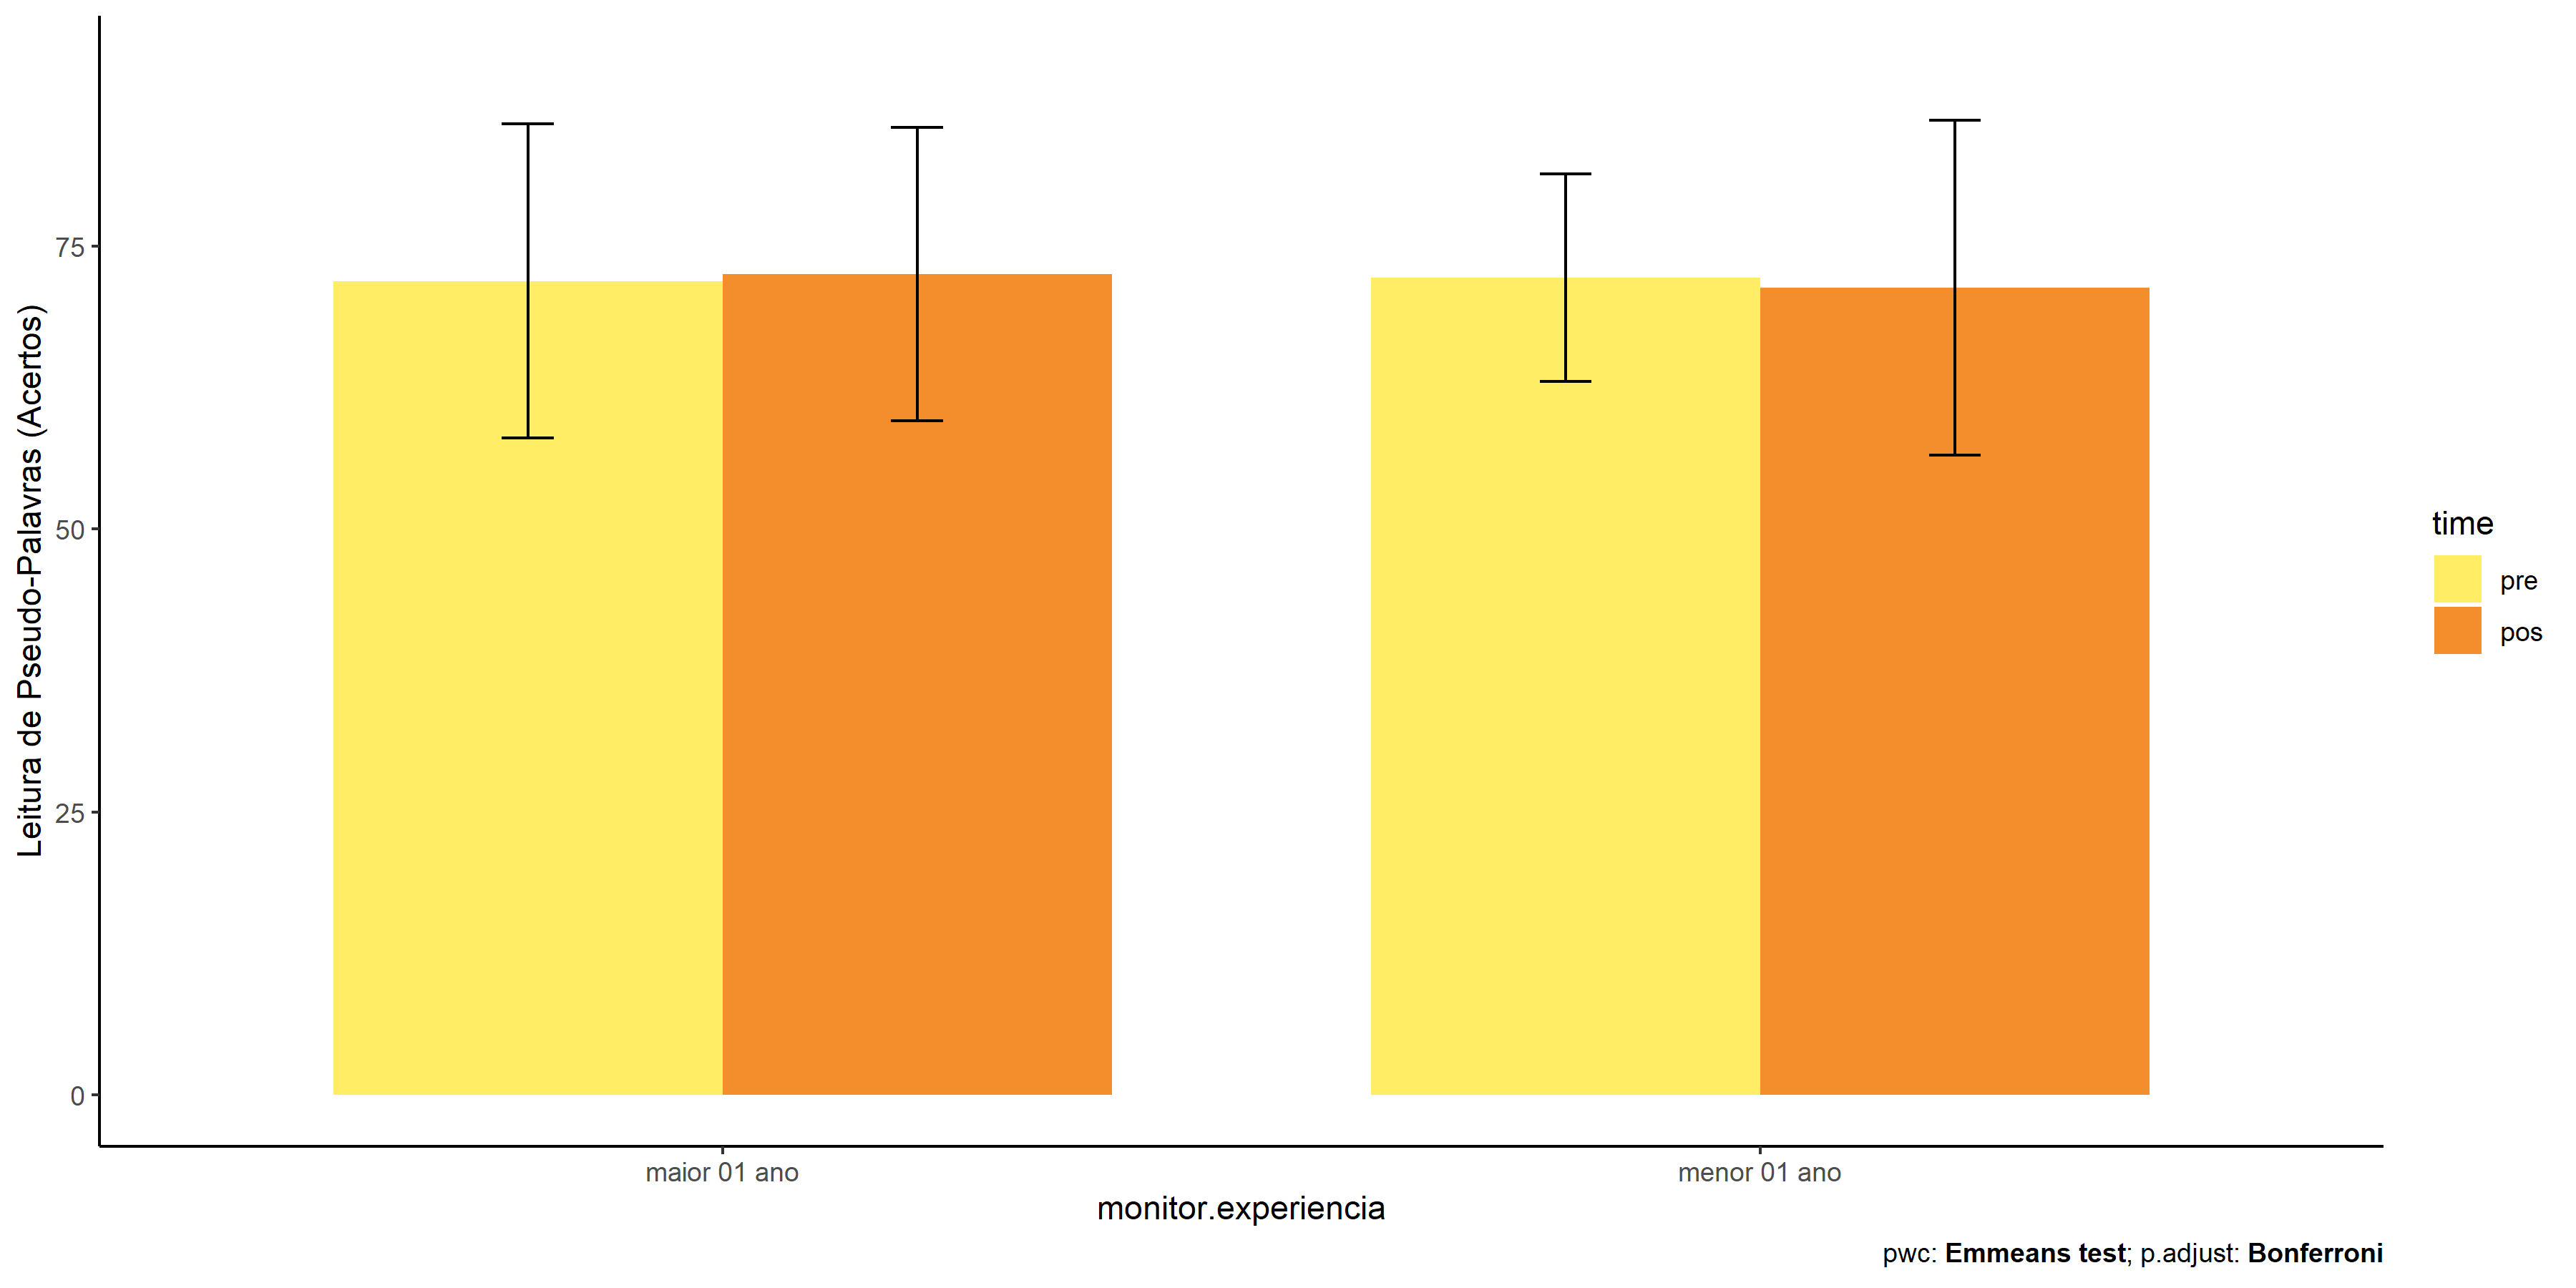 Leitura de Pseudo-Palavras (Acertos)
75
50
25
0
maior 01 ano
menor 01 ano
monitor.experiencia
time
pre
pos
pwc: Emmeans test; p.adjust: Bonferroni